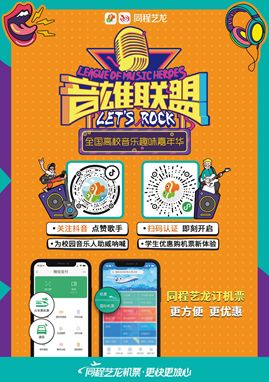 同程艺龙
LEAGUE OF MUSIC HEROES
音雄联盟
LET'S ROCK
全国高校音乐趣味嘉年华
• 关注抖音 点赞歌手
• 为校园音乐人助威呐喊
• 扫码认证 即刻开启
• 学生优惠购机票新体验
同程艺龙订机票
更方便 更优惠
同程艺龙机票·更快更放心